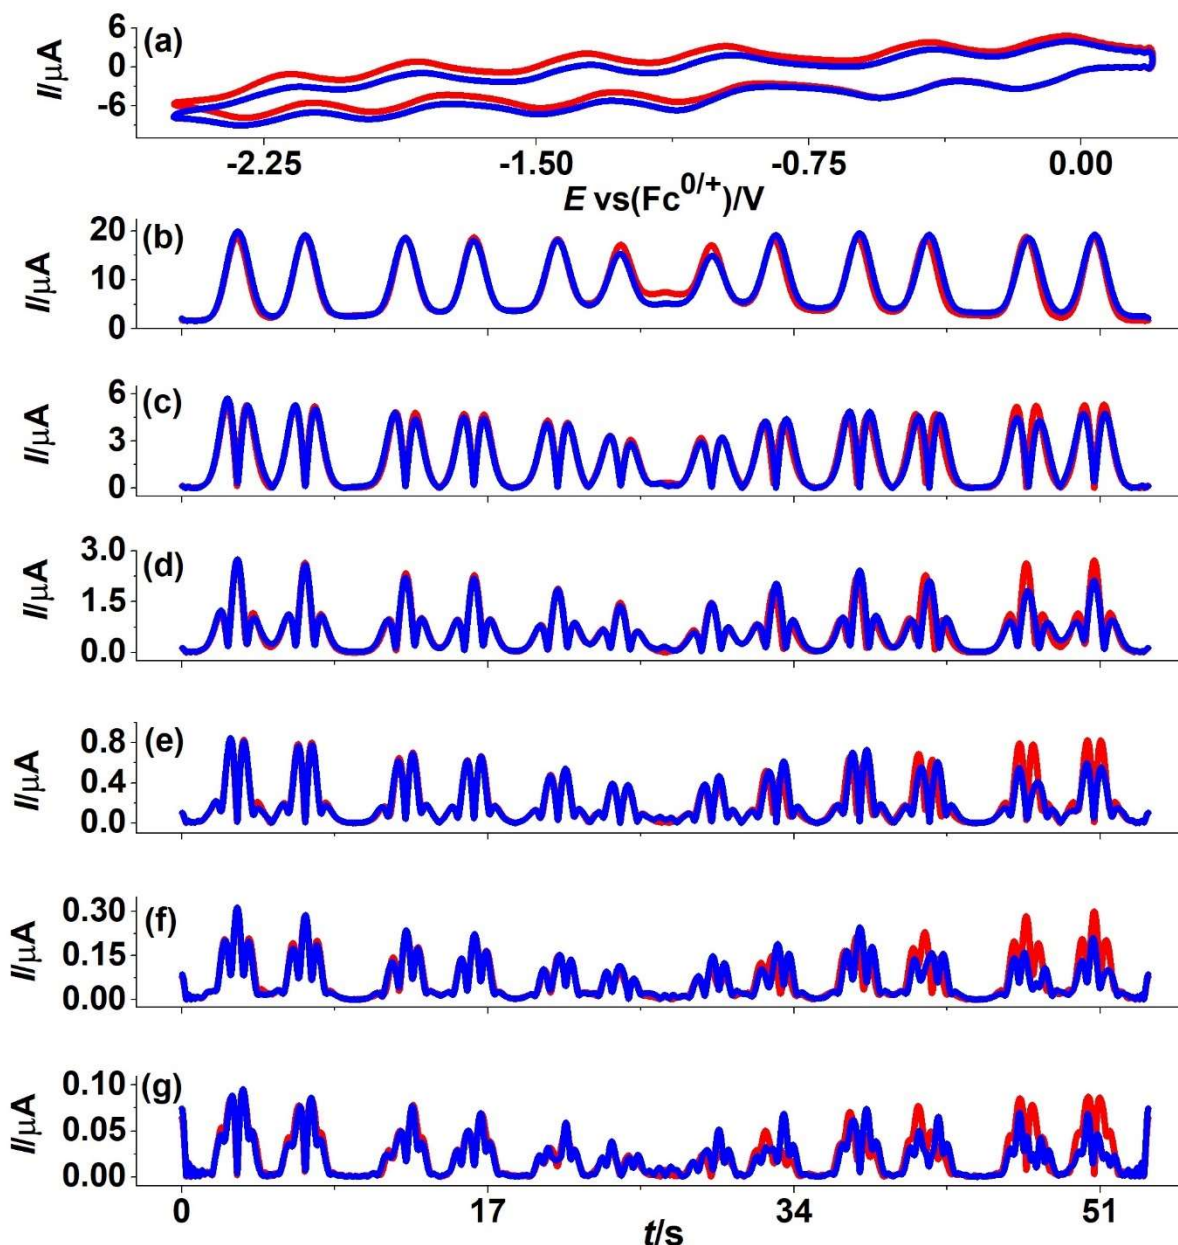 (a)
I/μA
6
0
-6
-2.25 -1.50 -0.75 0.00
E vs(Fc0/+)/V
(b)
I/μA
20
10
0
(c)
I/μA
6
3
0
(d)
I/μA
3.0
1.5
0.0
(e)
I/μA
0.8
0.4
0.0
(f)
I/μA
0.30
0.15
0.00
(g)
I/μA
0.10
0.05
0.00
0 17 34 51
t/s